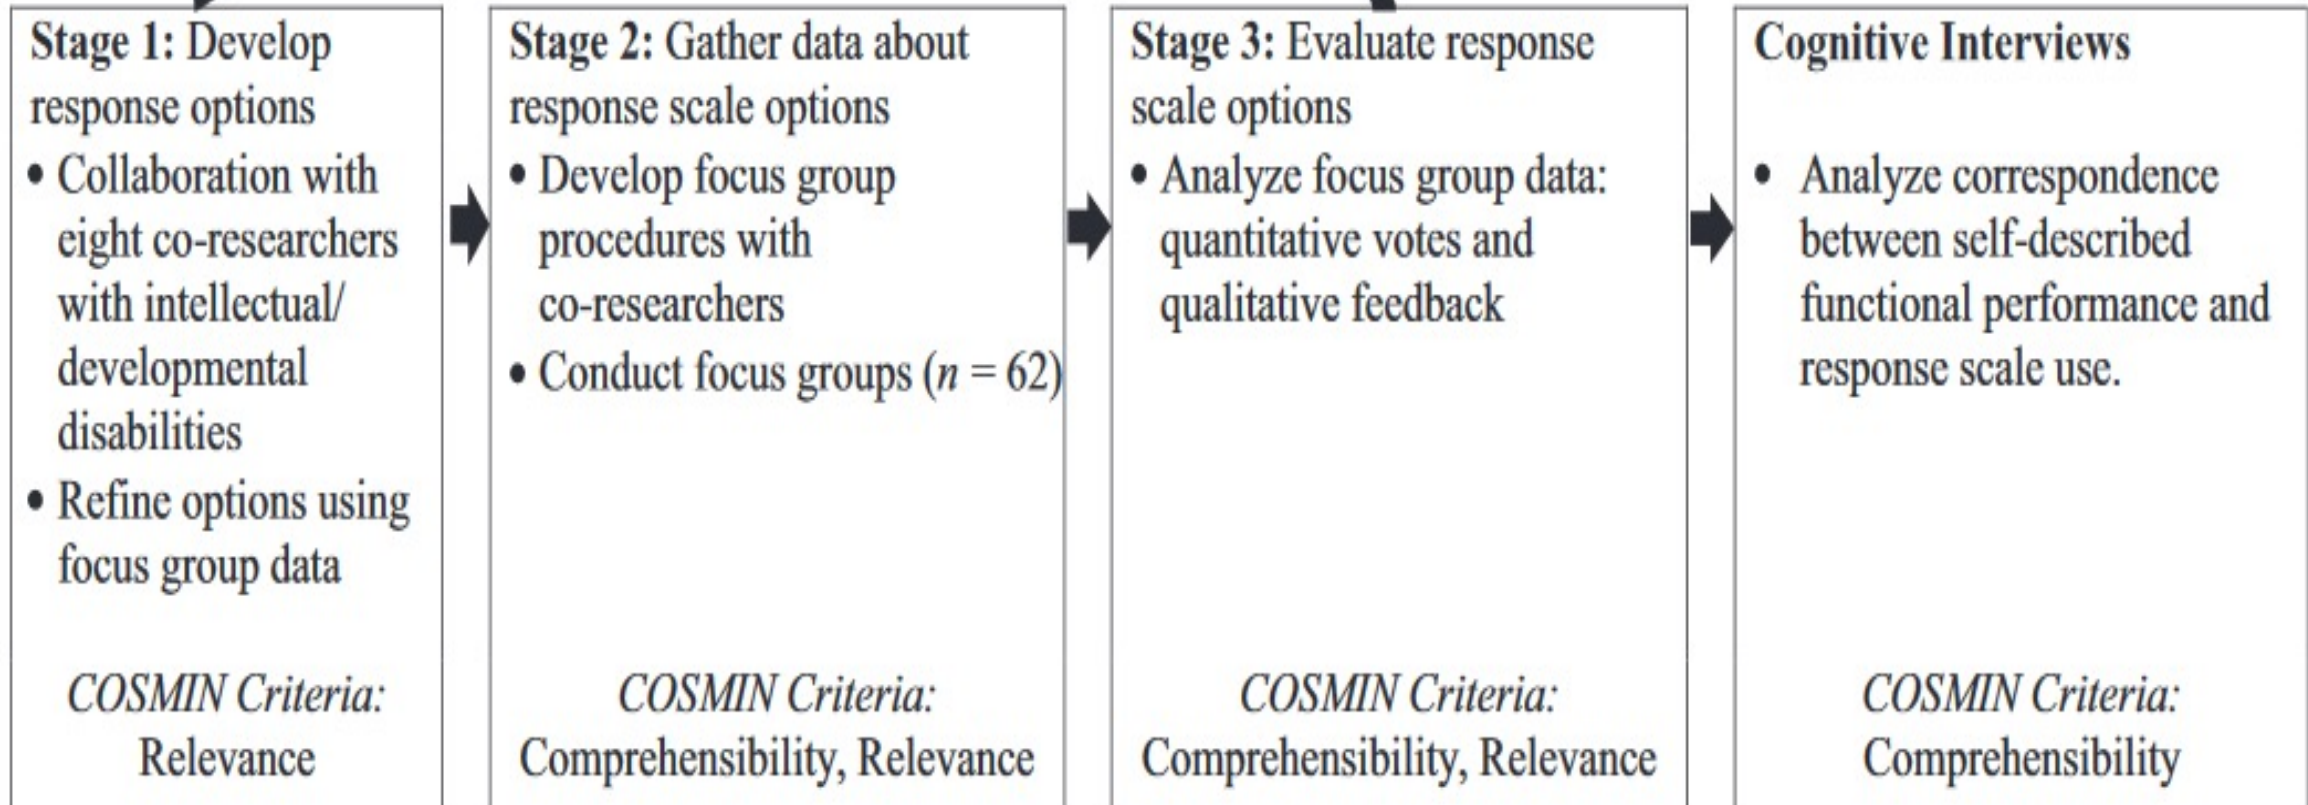 Stage 1: Develop
response options
• Collaboration with
eight co-researchers
with intellectual/
developmental
disabilities
• Refine options using
focus group data
COSMIN Criteria:
Relevance
Stage 2: Gather data about
response scale options
• Develop focus group
procedures with
co-researchers
• Conduct focus groups (n = 62)
COSMIN Criteria:
Comprehensibility, Relevance
Stage 3: Evaluate response
scale options
• Analyze focus group data:
quantitative votes and
qualitative feedback
COSMIN Criteria:
Comprehensibility, Relevance
Cognitive Interviews
• Analyze correspondence
between self-described
functional performance and
response scale use.
COSMIN Criteria:
Comprehensibility